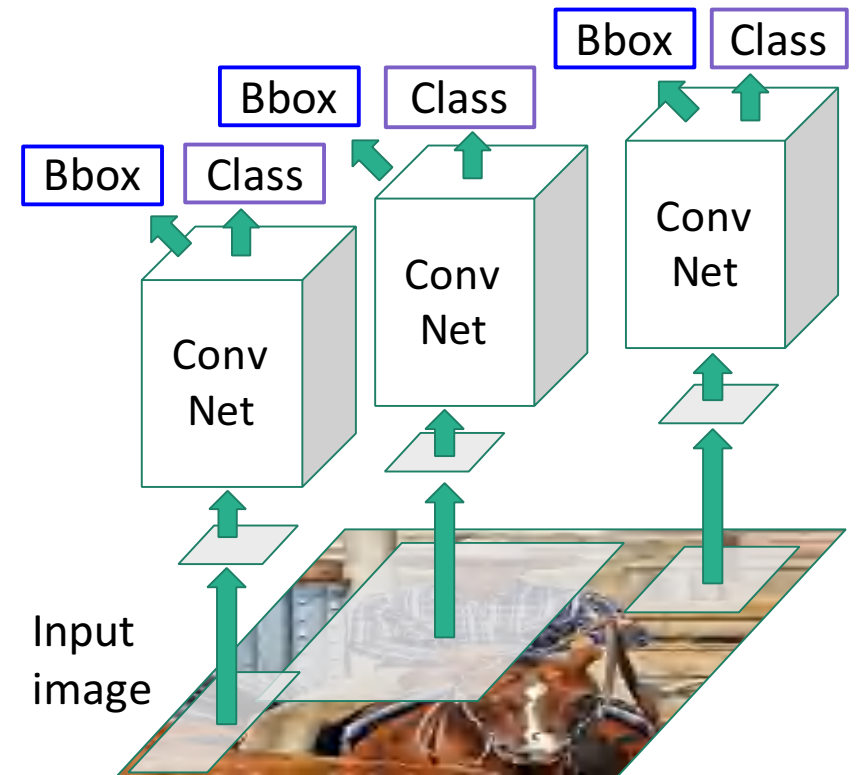 Bbox Class
Bbox Class
Bbox Class
Conv
Net
Conv
Net
Conv
Net
Input
image